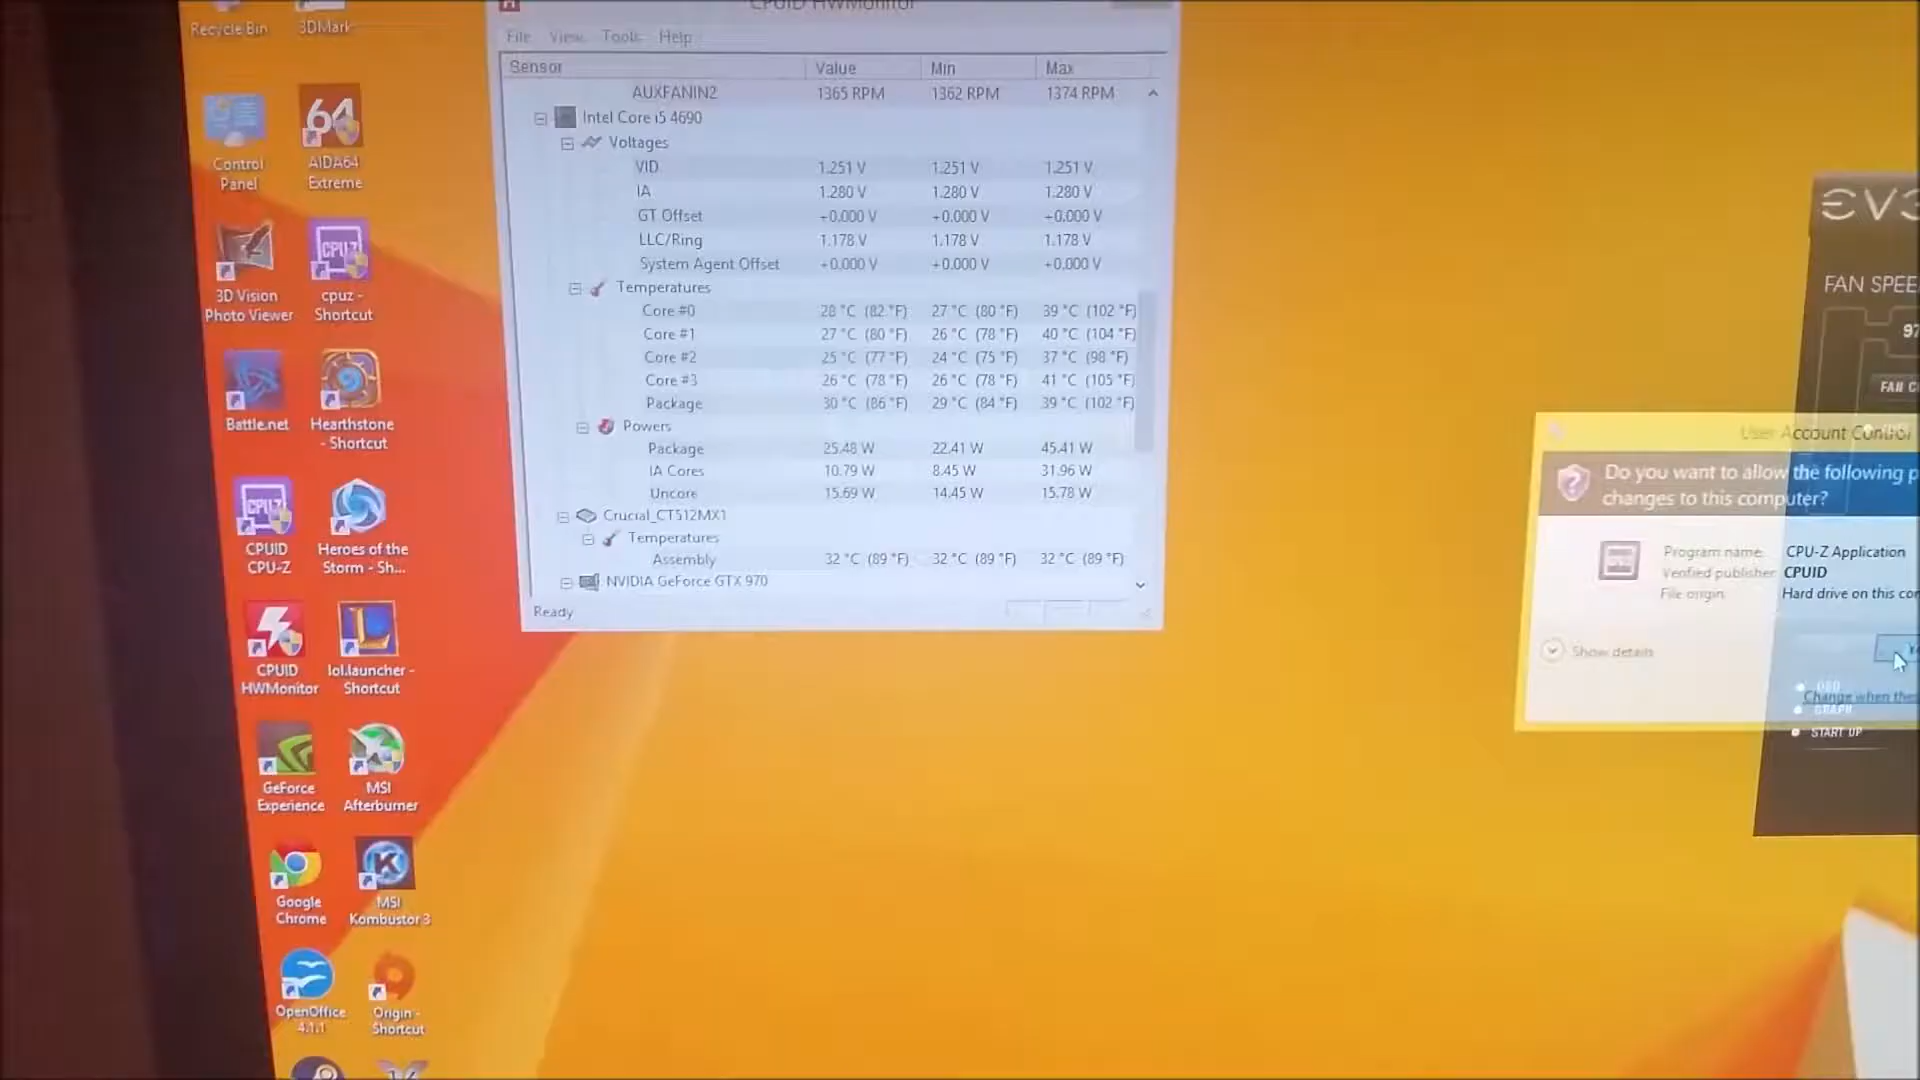 Recycle Bin
3DMark
Control Panel
AIDA64 Extreme
3D Vision Photo Viewer
cpuz - Shortcut
Battle.net
Hearthstone - Shortcut
CPUID CPU-Z
Heroes of the Storm - Sh...
CPUID HWMonitor
lol.launcher - Shortcut
GeForce Experience
MSI Afterburner
Google Chrome
MSI Kombustor 3
OpenOffice 4.1.1
Origin - Shortcut
CPUID HWMonitor
File View Tools Help
Sensor Value Min Max
AUXFANIN2 1365 RPM 1362 RPM 1374 RPM
Intel Core i5 4690
Voltages
VID 1.251 V 1.251 V 1.251 V
IA 1.280 V 1.280 V 1.280 V
GT Offset +0.000 V +0.000 V +0.000 V
LLC/Ring 1.178 V 1.178 V 1.178 V
System Agent Offset +0.000 V +0.000 V +0.000 V
Temperatures
Core #0 28 °C (82 °F) 27 °C (80 °F) 39 °C (102 °F)
Core #1 27 °C (80 °F) 26 °C (78 °F) 40 °C (104 °F)
Core #2 25 °C (77 °F) 24 °C (75 °F) 37 °C (98 °F)
Core #3 26 °C (78 °F) 26 °C (78 °F) 41 °C (105 °F)
Package 30 °C (86 °F) 29 °C (84 °F) 39 °C (102 °F)
Powers
Package 25.48 W 22.41 W 45.41 W
IA Cores 10.79 W 8.45 W 31.96 W
Uncore 15.69 W 14.45 W 15.78 W
Crucial_CT512MX1
Temperatures
Assembly 32 °C (89 °F) 32 °C (89 °F) 32 °C (89 °F)
NVIDIA GeForce GTX 970
Ready
FAN SPEE
97
FAN C
User Account Control
Do you want to allow the following p
changes to this computer?
Program name: CPU-Z Application
Verified publisher: CPUID
File origin: Hard drive on this co
Show details
Change when thes
OSD
GRAPH
START UP